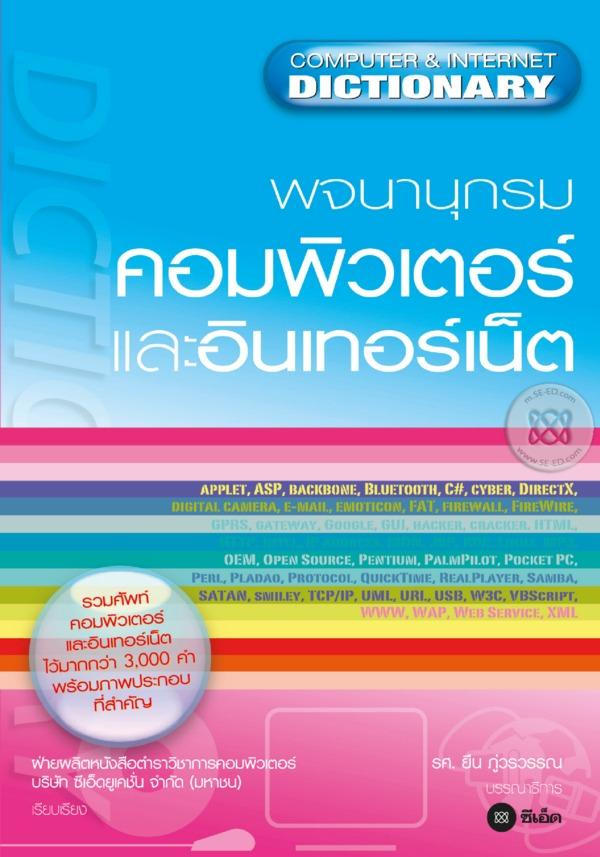 COMPUTER & INTERNET
DICTIONARY
DICTIO
พจนานุกรม
คอมพิวเตอร์
และอินเทอร์เน็ต
m.SE-ED.com
www.SE-ED.com
APPLET, ASP, BACKBONE, BLUETOOTH, C#, CYBER, DIRECTX,
DIGITAL CAMERA, E-MAIL, EMOTICON, FAT, FIREWALL, FIREWIRE,
GPRS, GATEWAY, GOOGLE, GUI, HACKER, CRACKER, HTML,
OEM, OPEN SOURCE, PENTIUM, PALMPILOT, POCKET PC,
PERL, PLADAO, PROTOCOL, QUICKTIME, REALPLAYER, SAMBA,
SATAN, SMILEY, TCP/IP, UML, URL, USB, W3C, VBSCRIPT,
WWW, WAP, WEB SERVICE, XML
รวมศัพท์
คอมพิวเตอร์
และอินเทอร์เน็ต
ไว้มากกว่า 3,000 คำ
พร้อมภาพประกอบ
ที่สำคัญ
ฝ่ายผลิตหนังสือตำราวิชาการคอมพิวเตอร์
บริษัท ซีเอ็ดยูเคชั่น จำกัด (มหาชน)
เรียบเรียง
รศ. ยืน ภู่วรวรรณ
บรรณาธิการ
ซีเอ็ด